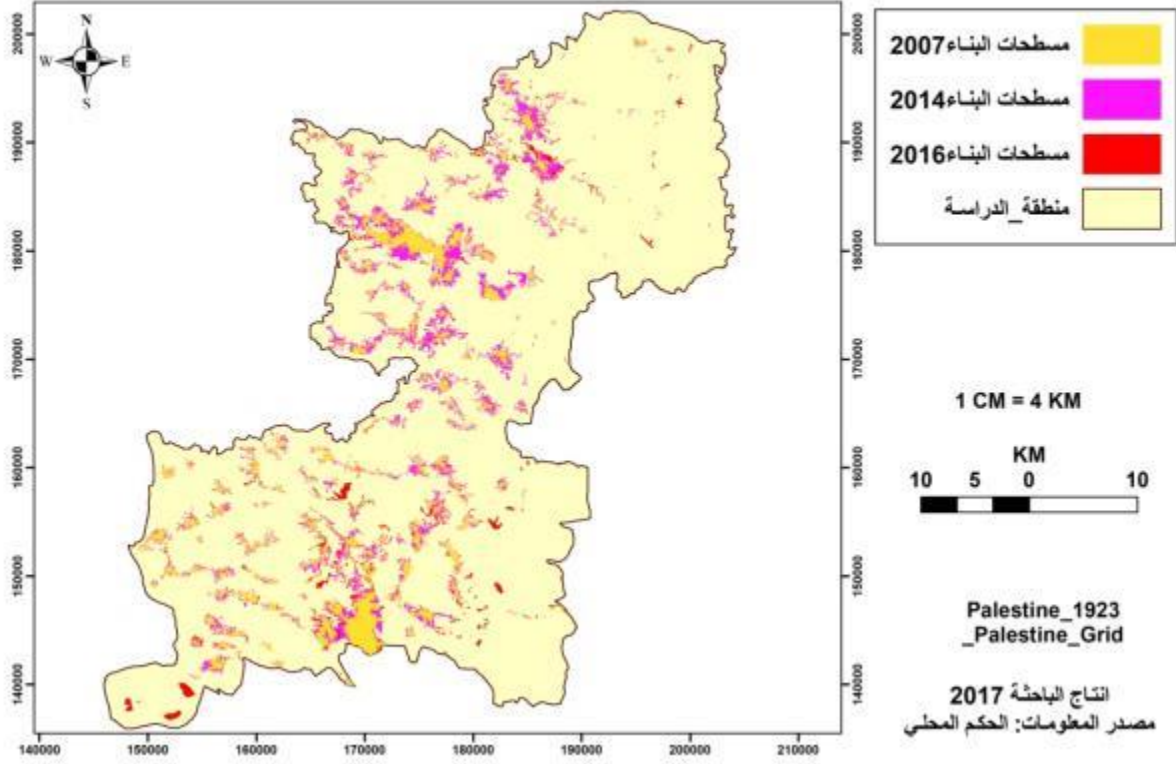 N
W E
S
200000
190000
180000
170000
160000
150000
140000
200000
190000
180000
170000
160000
150000
140000
140000 150000 160000 170000 180000 190000 200000 210000
مسطحات البناء2007
مسطحات البناء2014
مسطحات البناء2016
منطقة_الدراسة
1 CM = 4 KM
KM
10 5 0 10
Palestine_1923
_Palestine_Grid
انتاج الباحثة 2017
مصدر المعلومات: الحكم المحلي